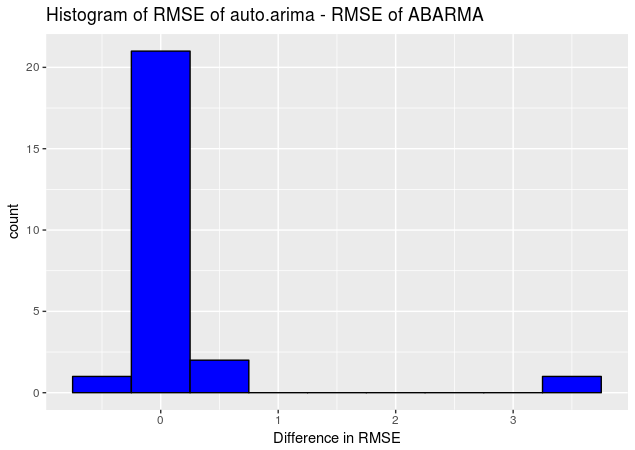 Histogram of RMSE of auto.arima - RMSE of ABARMA
20
15
10
5
0
count
0 1 2 3
Difference in RMSE